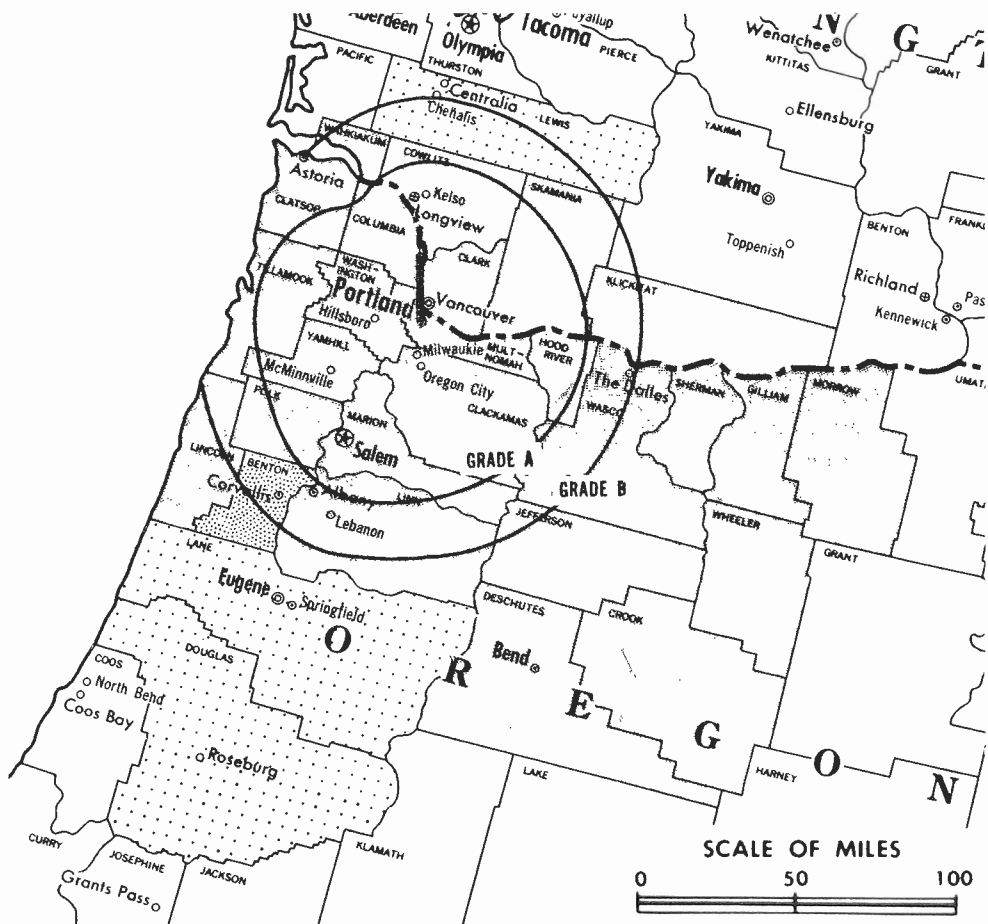 Aberdeen
Olympia
Tacoma
Puyallup
PIERCE
N
G
Wenatchee
KITTITAS
GRANT
PACIFIC
THURSTON
Centralia
Chehalis
LEWIS
Ellensburg
YAKIMA
WAHKIAKUM
COWLITZ
Astoria
SKAMANIA
Yakima
Kelso
Longview
CLATSOP
COLUMBIA
BENTON
FRANKL
Toppenish
CLARK
WASH-
INGTON
TILLAMOOK
KLICKITAT
Richland
Pas
Kennewick
Portland
Vancouver
Hillsboro
YAMHILL
Milwaukie
MULT-
NOMAH
HOOD
RIVER
McMinnville
Oregon City
The Dalles
SHERMAN
GILLIAM
MORROW
UMAT
POLK
CLACKAMAS
WASCO
MARION
Salem
GRADE A
LINCOLN
BENTON
Corvallis
Albany
LINN
GRADE B
Lebanon
JEFFERSON
WHEELER
LANE
GRANT
Eugene
Springfield
DESCHUTES
CROOK
O
R
E
G
O
N
DOUGLAS
Bend
COOS
North Bend
Coos Bay
Roseburg
LAKE
HARNEY
CURRY
JOSEPHINE
JACKSON
KLAMATH
Grants Pass
SCALE OF MILES
0 50 100